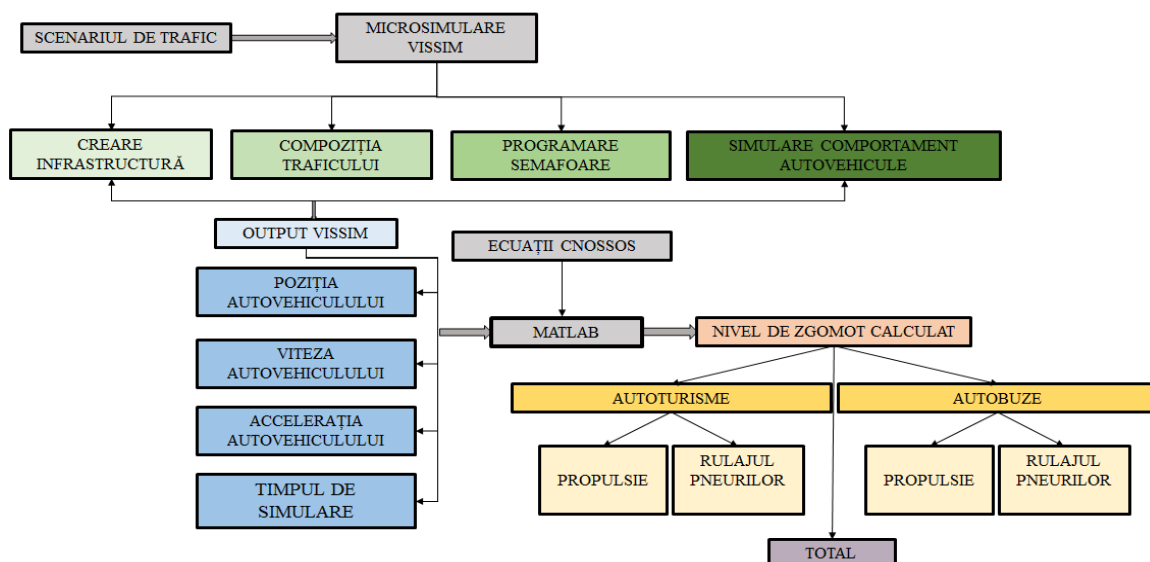 SCENARIUL DE TRAFIC
MICROSIMULARE
VISSIM
CREARE
INFRASTRUCTURĂ
COMPOZIȚIA
TRAFICULUI
PROGRAMARE
SEMAFOARE
SIMULARE COMPORTAMENT
AUTOVEHICULE
OUTPUT VISSIM
ECUAȚII CNOSSOS
POZIȚIA
AUTOVEHICULULUI
MATLAB
NIVEL DE ZGOMOT CALCULAT
VITEZA
AUTOVEHICULULUI
AUTOTURISME
AUTOBUZE
ACCELERAȚIA
AUTOVEHICULULUI
PROPULSIE
RULAJUL
PNEURILOR
PROPULSIE
RULAJUL
PNEURILOR
TIMPUL DE
SIMULARE
TOTAL